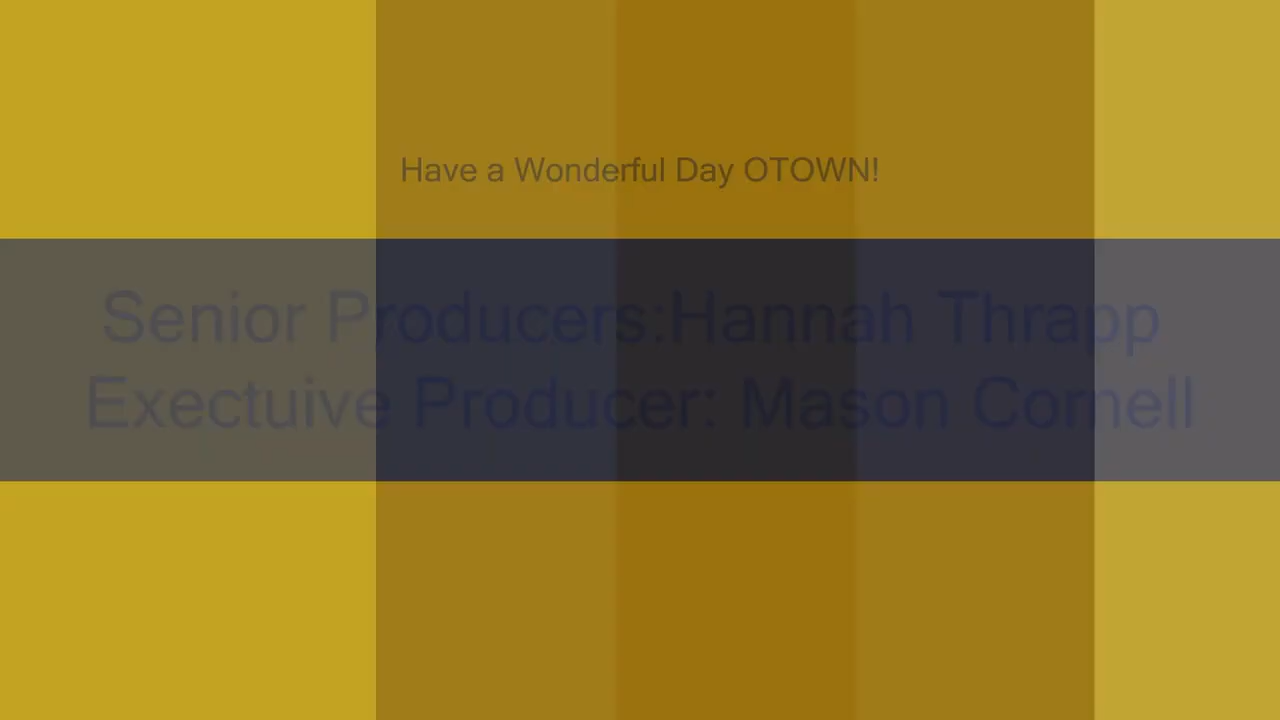 Have a Wonderful Day OTOWN!
Senior Producers:Hannah Thrapp
Exectuive Producer: Mason Cornell